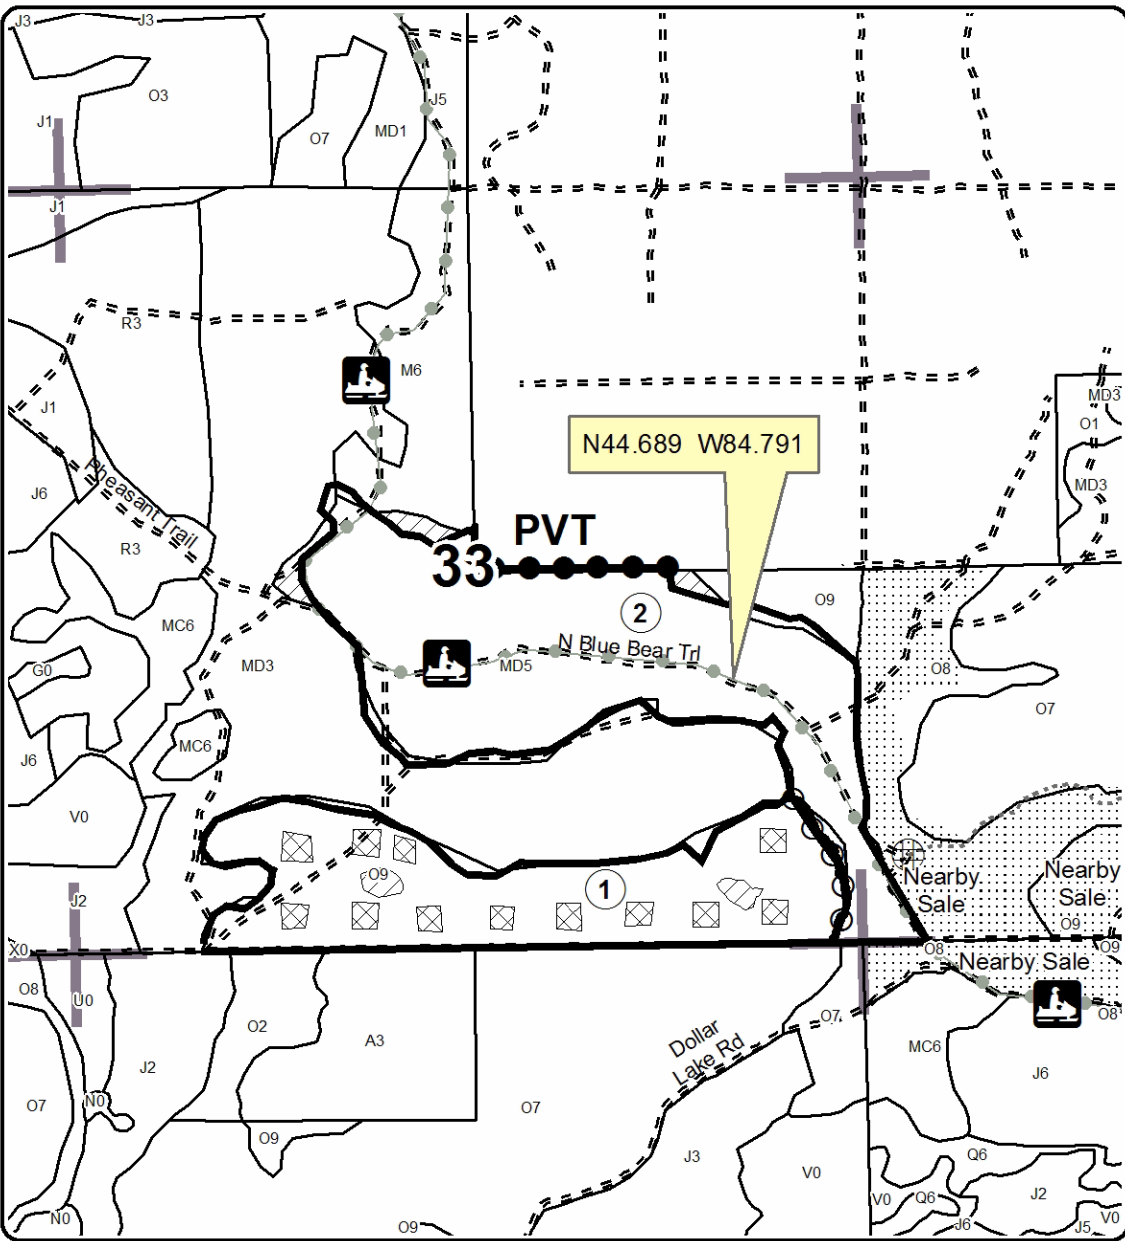 J3
J3
O3
J5
J1
O7
MD1
J1
R3
M6
J1
MD3
O1
N44.689 W84.791
J6
Pheasant Trail
MD3
R3
PVT
33
O9
2
MC6
N Blue Bear Trl
G0
MD3
MD5
O8
O7
MC6
J6
V0
O9
1
Nearby
Sale
Nearby
Sale
J2
O9
X0
O8
O9
Nearby Sale
O8
U0
O7
O8
O2
A3
Dollar
Lake Rd
MC6
J2
J6
N0
O7
O7
O9
J3
Q6
V0
V0
Q6
J2
N0
O9
J6
J5
V0